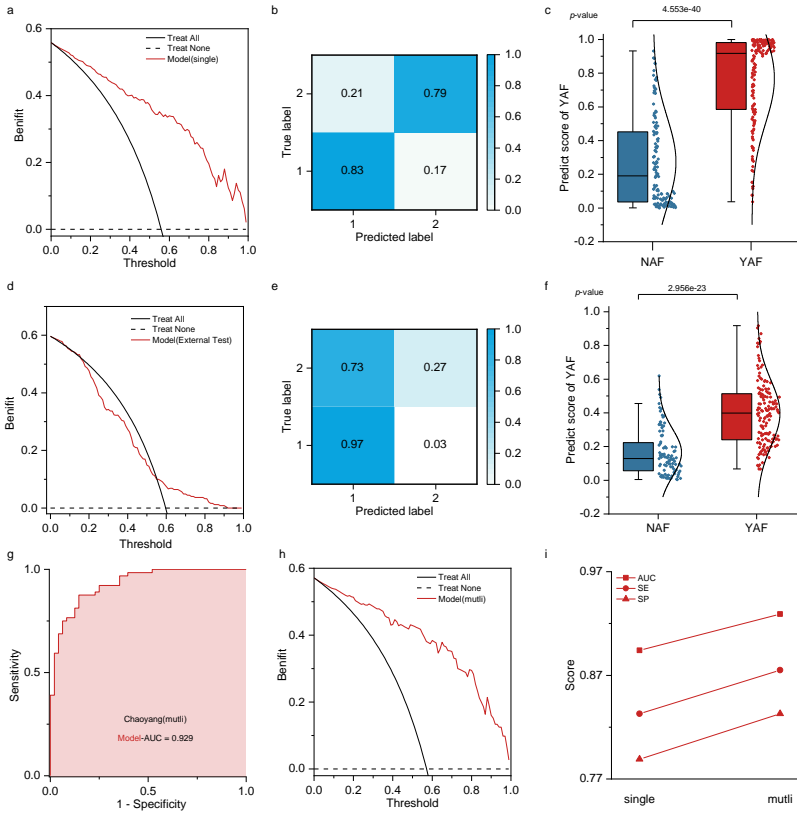 a
Treat All
Treat None
Model(single)
Benifit
0.6
0.4
0.2
0.0
0.0 0.2 0.4 0.6 0.8 1.0
Threshold
b
True label
2
1
0.21 0.79
0.83 0.17
1 2
Predicted label
1.0
0.8
0.6
0.4
0.2
0.0
c
p-value
4.553e-40
Predict score of YAF
1.0
0.8
0.6
0.4
0.2
0.0
-0.2
NAF YAF
d
Treat All
Treat None
Model(External Test)
Benifit
0.6
0.4
0.2
0.0
0.0 0.2 0.4 0.6 0.8 1.0
Threshold
e
True label
2
1
0.73 0.27
0.97 0.03
1 2
Predicted label
1.0
0.8
0.6
0.4
0.2
0.0
f
p-value
2.956e-23
Predict score of YAF
1.0
0.8
0.6
0.4
0.2
0.0
-0.2
NAF YAF
g
Sensitivity
1.0
0.5
0.0
Chaoyang(mutli)
Model-AUC = 0.929
0.0 0.5 1.0
1 - Specificity
h
Treat All
Treat None
Model(mutli)
Benifit
0.6
0.4
0.2
0.0
0.0 0.2 0.4 0.6 0.8 1.0
Threshold
i
AUC
SE
SP
Score
0.97
0.87
0.77
single mutli